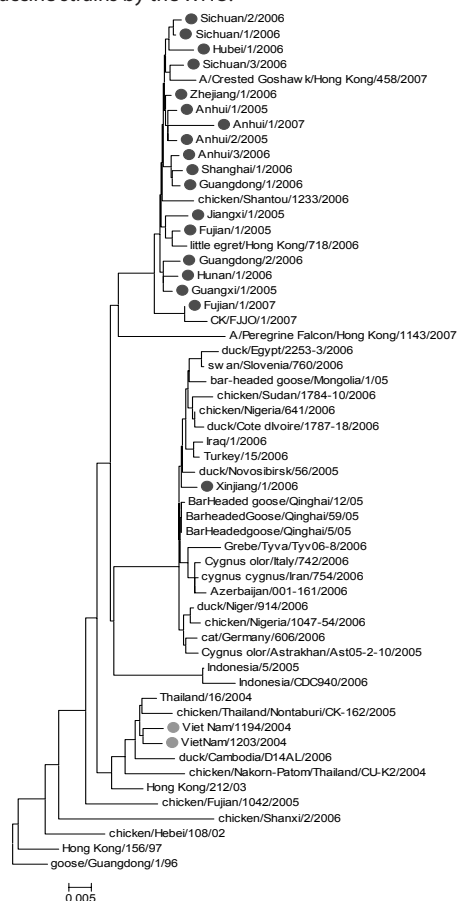 Sichuan/2/2006
Sichuan/1/2006
Hubei/1/2006
Sichuan/3/2006
A/Crested Goshawk/Hong Kong/458/2007
Zhejiang/1/2006
Anhui/1/2005
Anhui/1/2007
Anhui/2/2005
Anhui/3/2006
Shanghai/1/2006
Guangdong/1/2006
chicken/Shantou/1233/2006
Jiangxi/1/2005
Fujian/1/2005
little egret/Hong Kong/718/2006
Guangdong/2/2006
Hunan/1/2006
Guangxi/1/2005
Fujian/1/2007
CK/FJJO/1/2007
A/Peregrine Falcon/Hong Kong/1143/2007
duck/Egypt/2253-3/2006
swan/Slovenia/760/2006
bar-headed goose/Mongolia/1/05
chicken/Sudan/1784-10/2006
chicken/Nigeria/641/2006
duck/Cote dIvoire/1787-18/2006
Iraq/1/2006
Turkey/15/2006
duck/Novosibirsk/56/2005
Xinjiang/1/2006
BarHeaded goose/Qinghai/12/05
BarheadedGoose/Qinghai/59/05
BarHeadedgoose/Qinghai/5/05
Grebe/Tyva/Tyv06-8/2006
Cygnus olor/Italy/742/2006
cygnus cygnus/Iran/754/2006
Azerbaijan/001-161/2006
duck/Niger/914/2006
chicken/Nigeria/1047-54/2006
cat/Germany/606/2006
Cygnus olor/Astrakhan/Ast05-2-10/2005
Indonesia/5/2005
Indonesia/CDC940/2006
Thailand/16/2004
chicken/Thailand/Nontaburi/CK-162/2005
Viet Nam/1194/2004
VietNam/1203/2004
duck/Cambodia/D14AL/2006
chicken/Nakorn-Patom/Thailand/CU-K2/2004
Hong Kong/212/03
chicken/Fujian/1042/2005
chicken/Shanxi/2/2006
chicken/Hebei/108/02
Hong Kong/156/97
goose/Guangdong/1/96
0.005